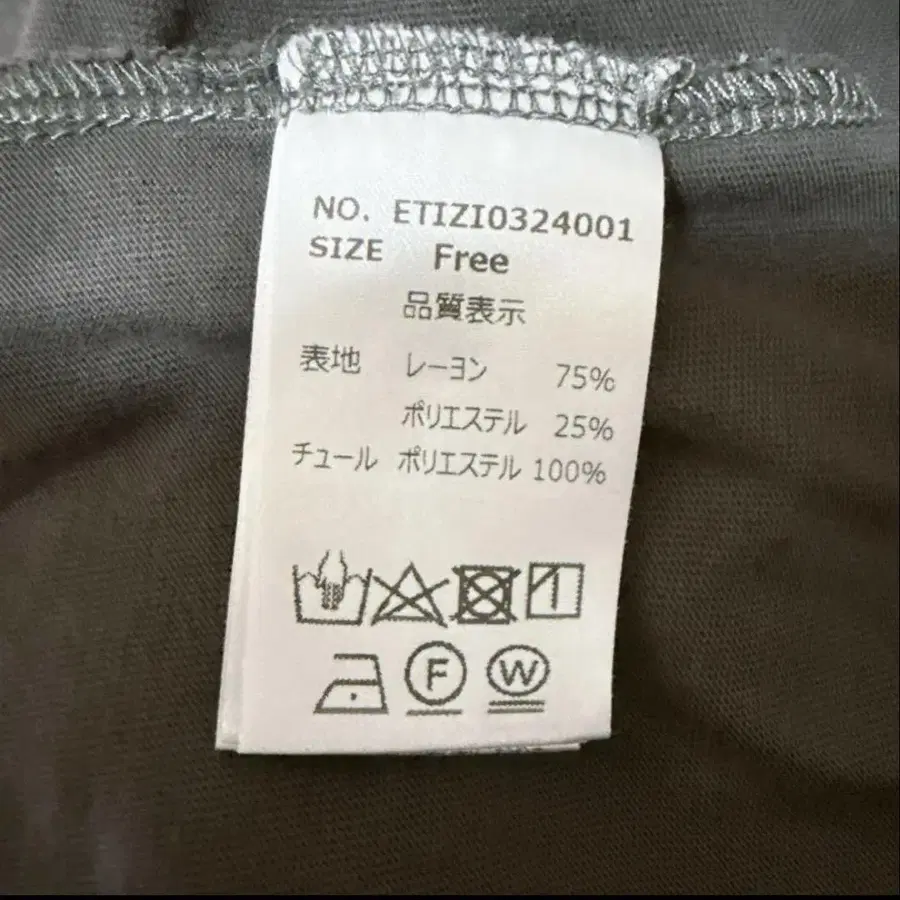 NO. ETIZI0324001
SIZE Free
品質表示
表地 レーヨン 75%
ポリエステル 25%
チュール ポリエステル 100%
F W